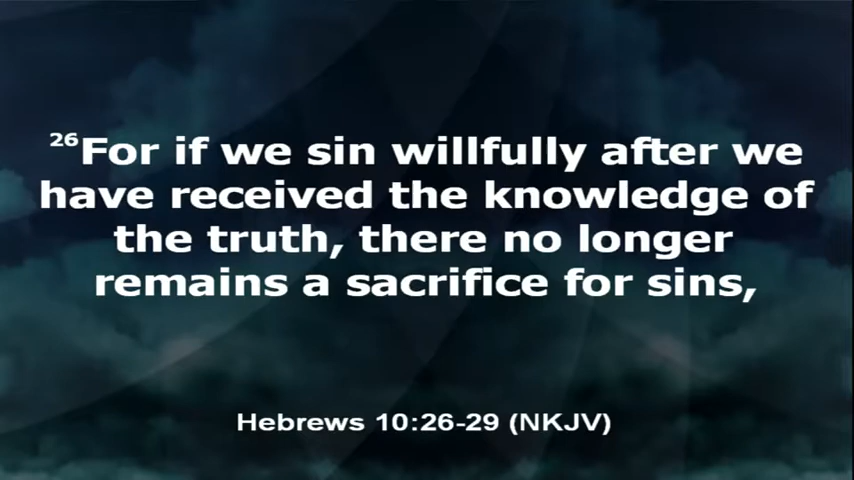 26For if we sin willfully after we
have received the knowledge of
the truth, there no longer
remains a sacrifice for sins,
Hebrews 10:26-29 (NKJV)